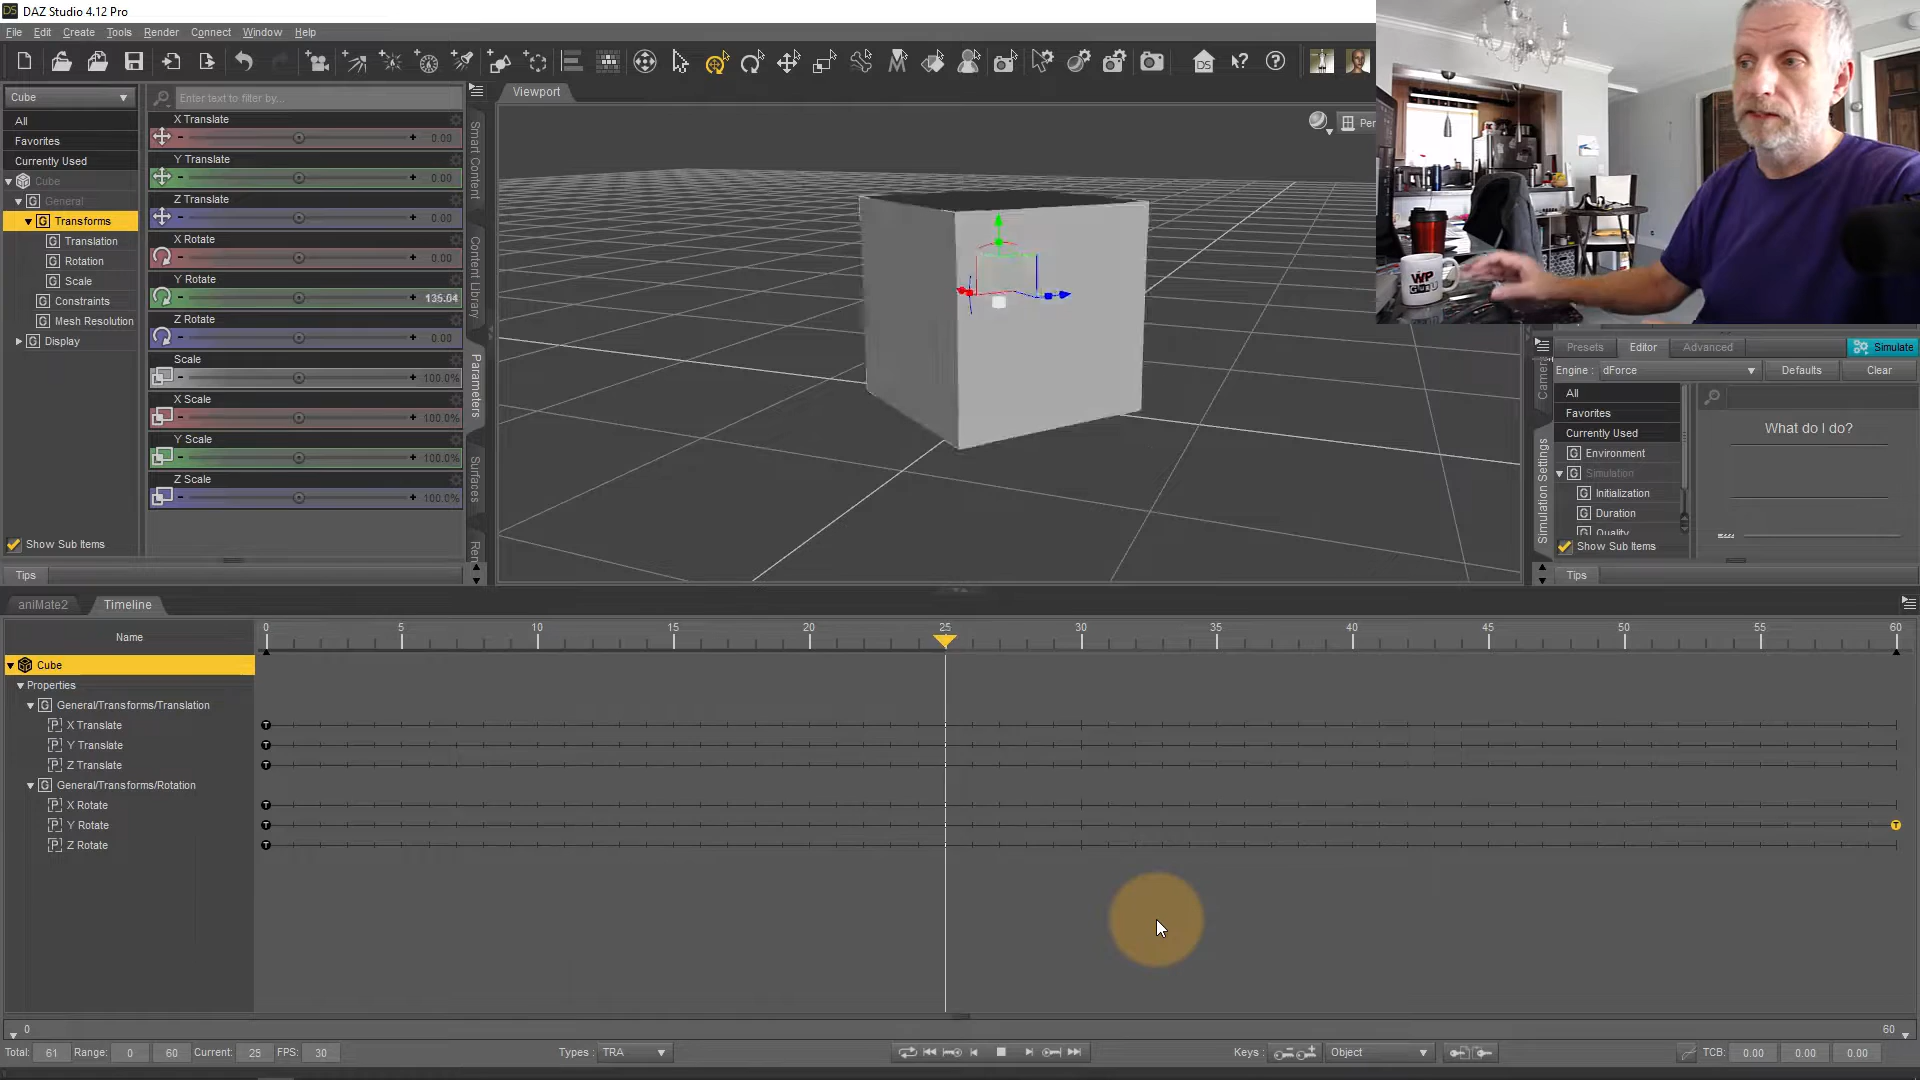 DAZ Studio 4.12 Pro
File Edit Create Tools Render Connect Window Help
Cube
All
Favorites
Currently Used
Cube
General
Transforms
Translation
Rotation
Scale
Constraints
Mesh Resolution
Display
Show Sub Items
Tips
Enter text to filter by...
X Translate
0.00
Y Translate
0.00
Z Translate
0.00
X Rotate
0.00
Y Rotate
135.04
Z Rotate
0.00
Scale
100.0%
X Scale
100.0%
Y Scale
100.0%
Z Scale
100.0%
Smart Content
Content Library
Parameters
Surfaces
Viewport
WP
GURU
Presets Editor Advanced Simulate
Engine : dForce Defaults Clear
All
Favorites
Currently Used
Environment
Simulation
Initialization
Duration
Quality
Show Sub Items
Tips
What do I do?
Simulation Settings
aniMate2 Timeline
Name
0 5 10 15 20 25 30 35 40 45 50 55 60
Cube
Properties
General/Transforms/Translation
X Translate
Y Translate
Z Translate
General/Transforms/Rotation
X Rotate
Y Rotate
Z Rotate
0 60
Total: 61 Range: 0 60 Current: 25 FPS: 30 Types : TRA Keys : Object TCB: 0.00 0.00 0.00